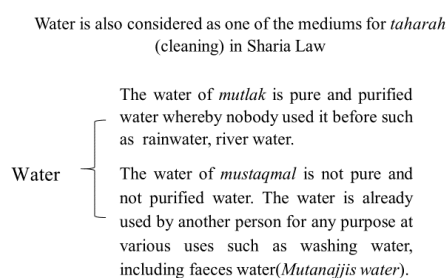 Water is also considered as one of the mediums for taharah
(cleaning) in Sharia Law
The water of mutlak is pure and purified
water whereby nobody used it before such
as rainwater, river water.
Water
The water of mustaqmal is not pure and
not purified water. The water is already
used by another person for any purpose at
various uses such as washing water,
including faeces water(Mutanajjis water).